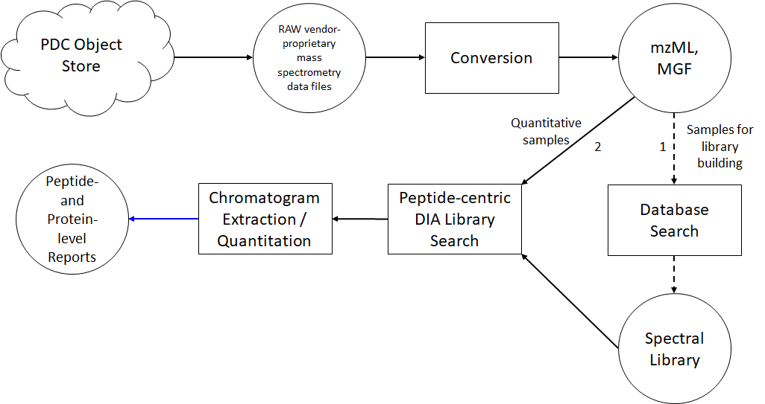 PDC Object
Store
RAW vendor-
proprietary
mass
spectrometry
data files
Conversion
mzML,
MGF
Quantitative
samples
2
1
Samples for
library
building
Peptide-
and
Protein-
level
Reports
Chromatogram
Extraction /
Quantitation
Peptide-centric
DIA Library
Search
Database
Search
Spectral
Library